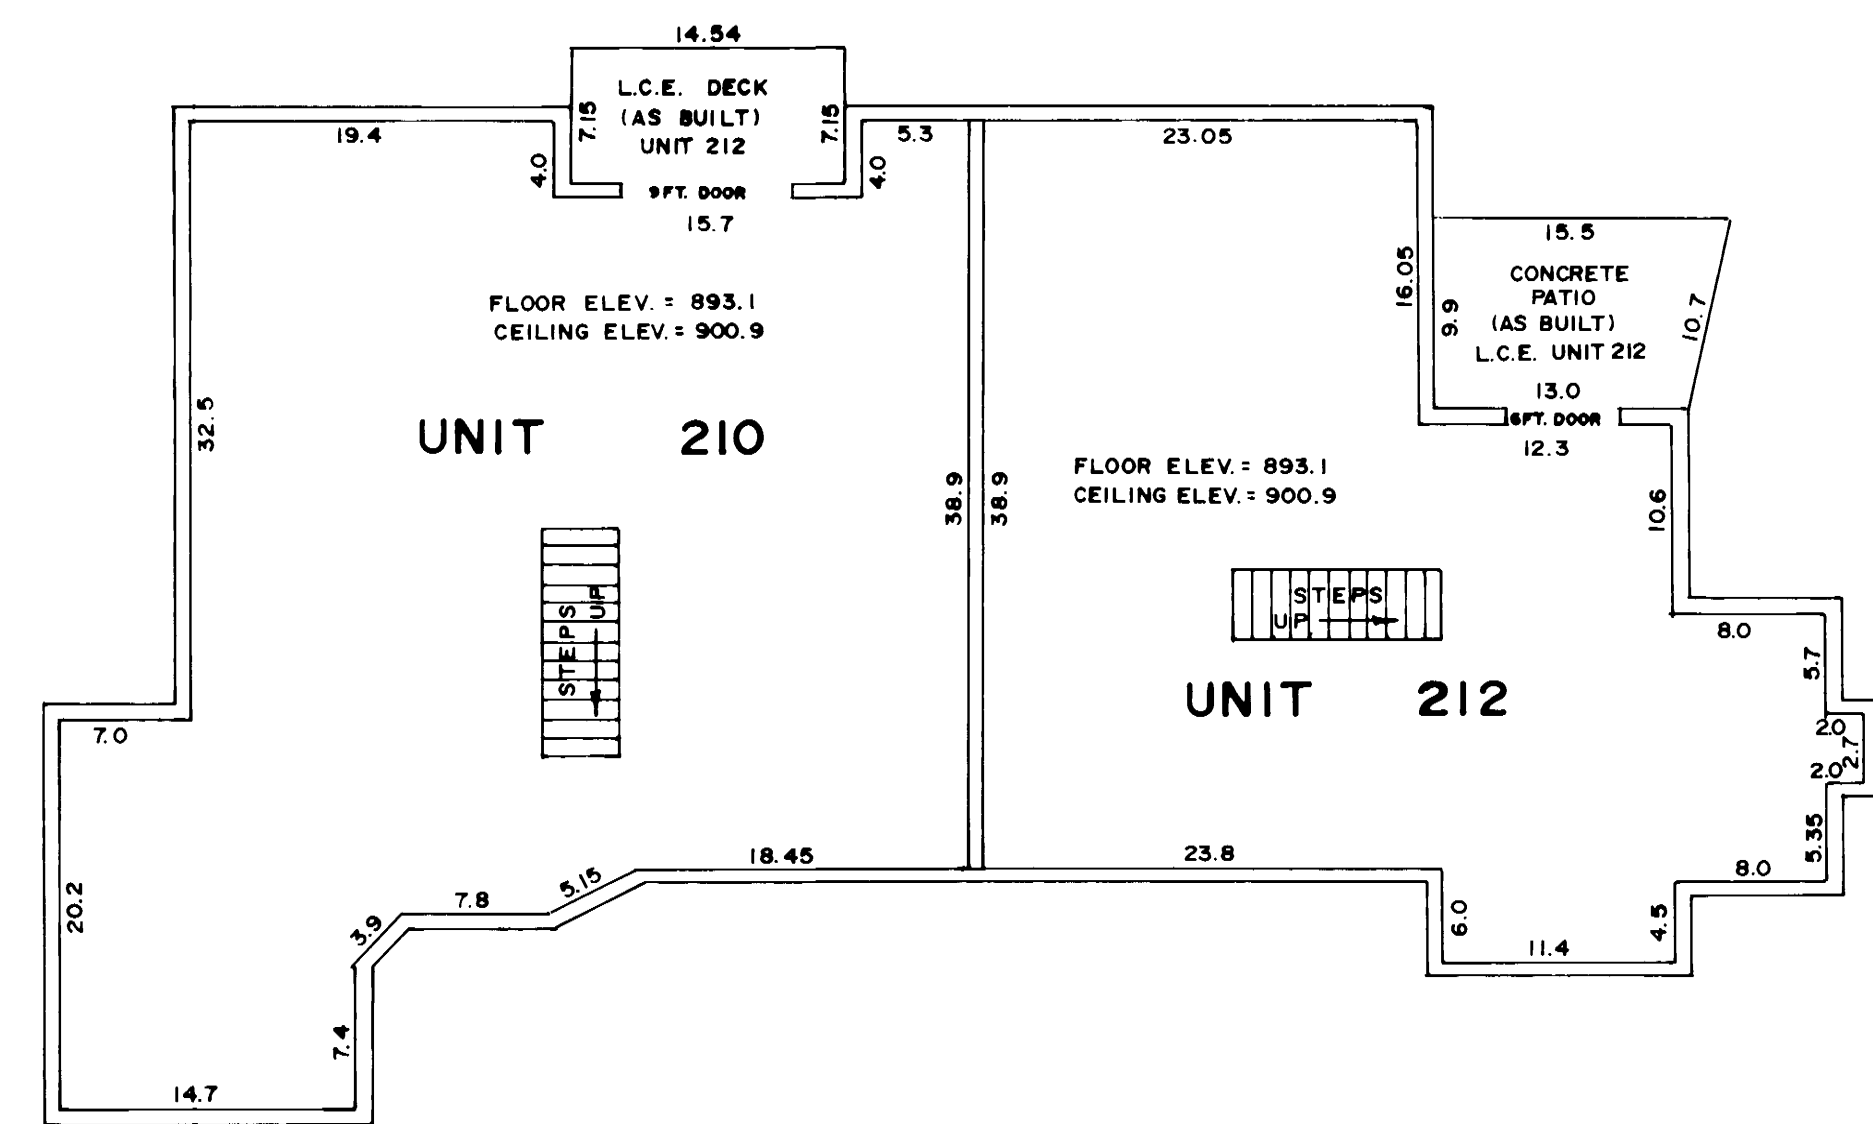 14.54
L.C.E. DECK
(AS BUILT)
UNIT 212
7.15
7.15
19.4
4.0
9FT. DOOR
4.0
5.3
23.05
15.7
15.5
CONCRETE
PATIO
(AS BUILT)
L.C.E. UNIT 212
16.05
9.9
10.7
13.0
6FT. DOOR
12.3
FLOOR ELEV. = 893.1
CEILING ELEV. = 900.9
32.5
UNIT 210
38.9
38.9
FLOOR ELEV. = 893.1
CEILING ELEV. = 900.9
10.6
STEPS
UP
STEPS
UP
8.0
5.7
UNIT 212
7.0
2.0
2.7
2.0
5.35
18.45
23.8
8.0
5.15
7.8
3.9
20.2
6.0
4.5
11.4
7.4
14.7